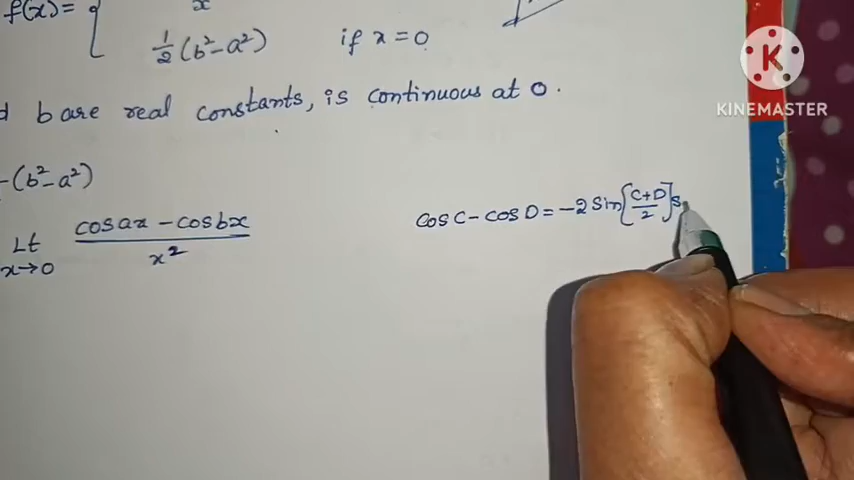 f(x) = {
1/2 (b² - a²) if x = 0
b are real constants, is continuous at 0.
(b² - a²)
Lt x→0 (cos ax - cos bx)/x²
cos C - cos D = -2 sin[(C+D)/2] s
K
KINEMASTER